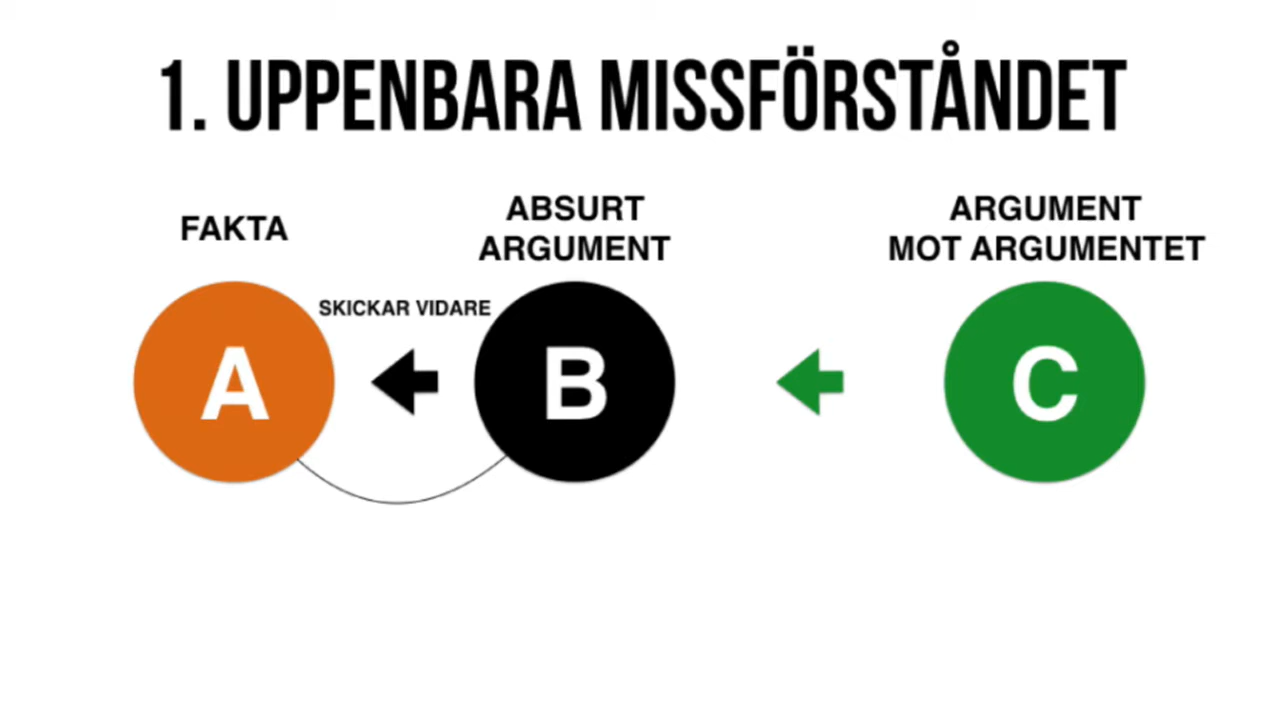 1. UPPENBARA MISSFÖRSTÅNDET
FAKTA
ABSURT
ARGUMENT
ARGUMENT
MOT ARGUMENTET
SKICKAR VIDARE
A
B
C